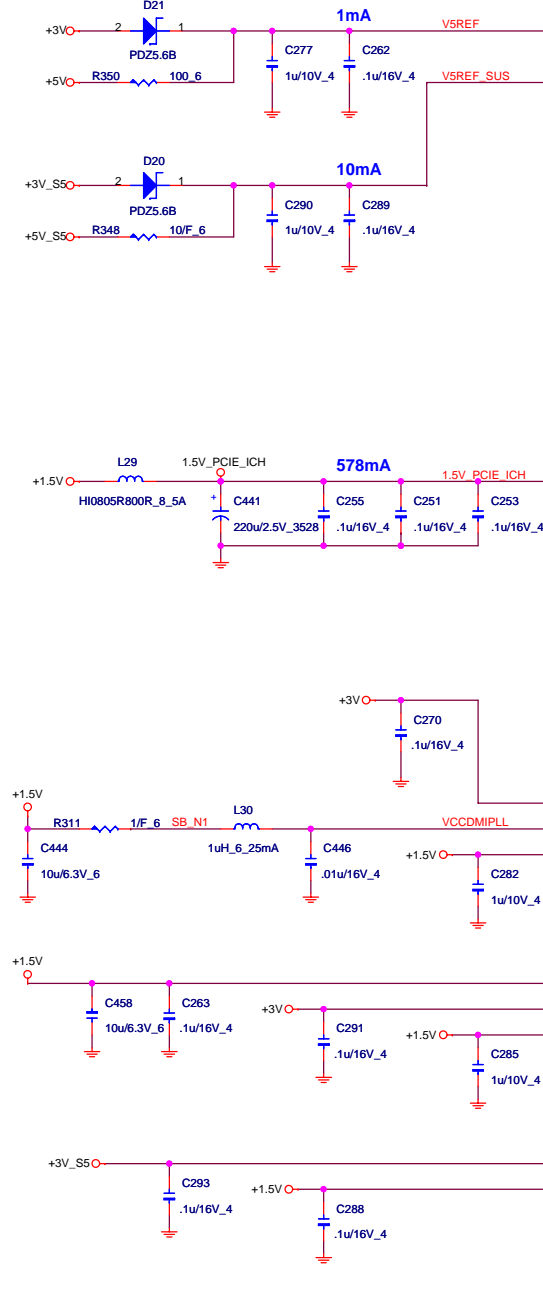 D21
1mA
+3V 2 1 V5REF
PDZ5.6B
C277 C262
+5V R350 100_6 1u/10V_4 .1u/16V_4 V5REF_SUS
D20
10mA
+3V_S5 2 1
PDZ5.6B
C290 C289
+5V_S5 R348 10/F_6 1u/10V_4 .1u/16V_4
L29 1.5V_PCIE_ICH 578mA
+1.5V 1.5V_PCIE_ICH
HI0805R800R_8_5A + C441 C255 C251 C253
220u/2.5V_3528 .1u/16V_4 .1u/16V_4 .1u/16V_4
+3V
C270
.1u/16V_4
+1.5V
R311 1/F_6 SB_N1 L30 VCCDMIPLL
C444 1uH_6_25mA C446 +1.5V
10u/6.3V_6 .01u/16V_4 C282
1u/10V_4
+1.5V
C458 C263 +3V
10u/6.3V_6 .1u/16V_4 C291 +1.5V
.1u/16V_4 C285
1u/10V_4
+3V_S5
C293 +1.5V
.1u/16V_4 C288
.1u/16V_4